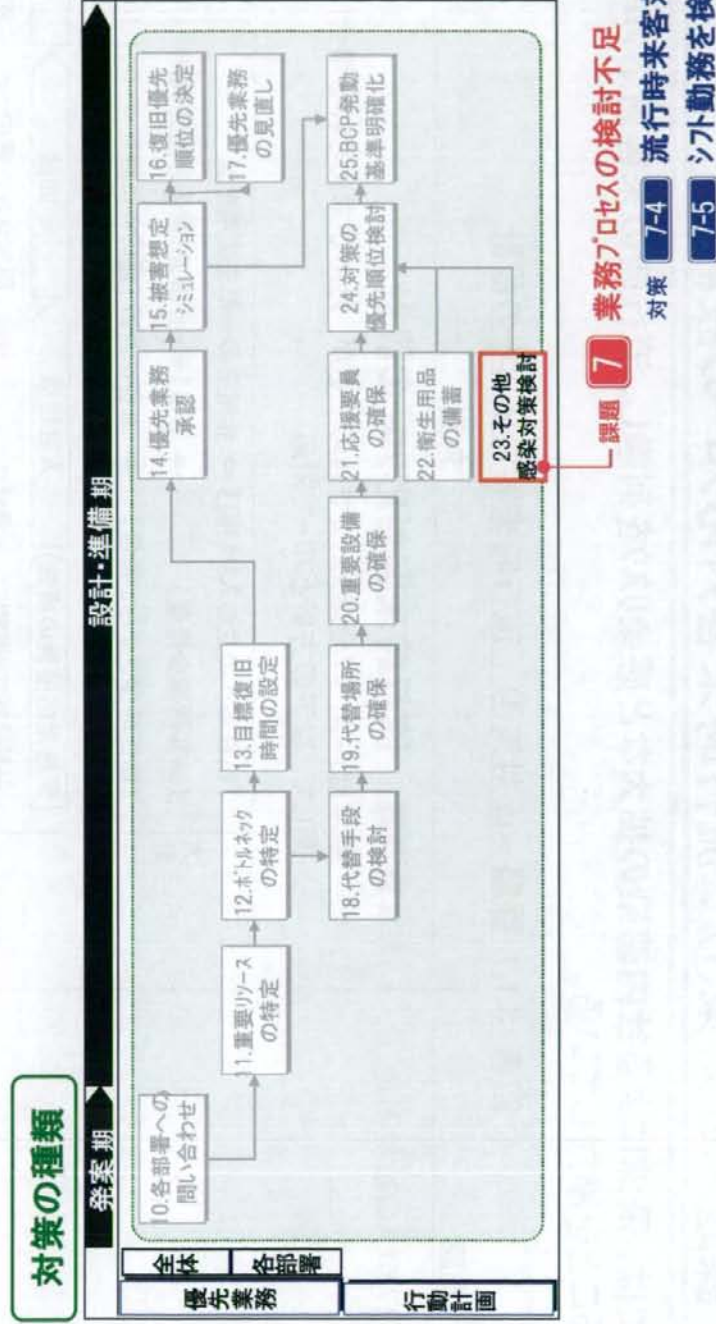 対策の種類
発案期
設計・準備期
優先業務
全体
各部署
行動計画
10.各部署への
問い合わせ
11.重要リソース
の特定
12.ボトルネック
の特定
13.目標復旧
時間の設定
14.優先業務
承認
15.被害想定
シミュレーション
16.復旧優先
順位の決定
17.優先業務
の見直し
18.代替手段
の検討
19.代替場所
の確保
20.重要設備
の確保
21.応援要員
の確保
22.衛生用品
の備蓄
23.その他
感染対策検討
24.対策の
優先順位検討
25.BCP発動
基準明確化
課題 7 業務プロセスの検討不足
対策 7-4 流行時来客
7-5 シフト勤務を検